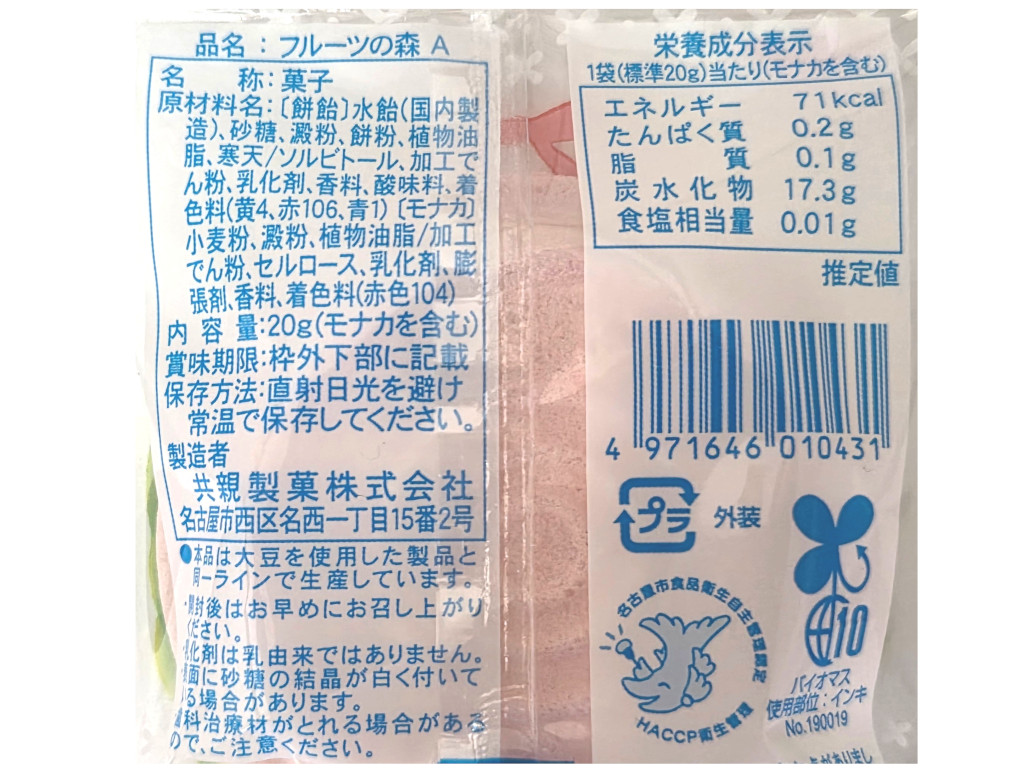 品名：フルーツの森 A
名　称：菓子
原材料名：〔餅飴〕水飴(国内製
造)、砂糖、澱粉、餅粉、植物油
脂、寒天/ソルビトール、加工で
ん粉、乳化剤、香料、酸味料、着
色料(黄4、赤106、青1)〔モナカ〕
小麦粉、澱粉、植物油脂/加工
でん粉、セルロース、乳化剤、膨
張剤、香料、着色料(赤色104)
内容量：20g(モナカを含む)
賞味期限：枠外下部に記載
保存方法：直射日光を避け
常温で保存してください。
製造者
共親製菓株式会社
名古屋市西区名西一丁目15番2号
●本品は大豆を使用した製品と
同一ラインで生産しています。
・開封後はお早めにお召し上がり
ください。
乳化剤は乳由来ではありません。
面に砂糖の結晶が白く付いて
る場合があります。
歯科治療材がとれる場合がある
ので、ご注意ください。
栄養成分表示
1袋(標準20g)当たり(モナカを含む)
エネルギー 71kcal
たんぱく質 0.2g
脂質 0.1g
炭水化物 17.3g
食塩相当量 0.01g
推定値
4 971646 010431
プラ 外装
名古屋市食品衛生自主管理認定
HACCP衛生管理
10
バイオマス
使用部位：インキ
No.190019